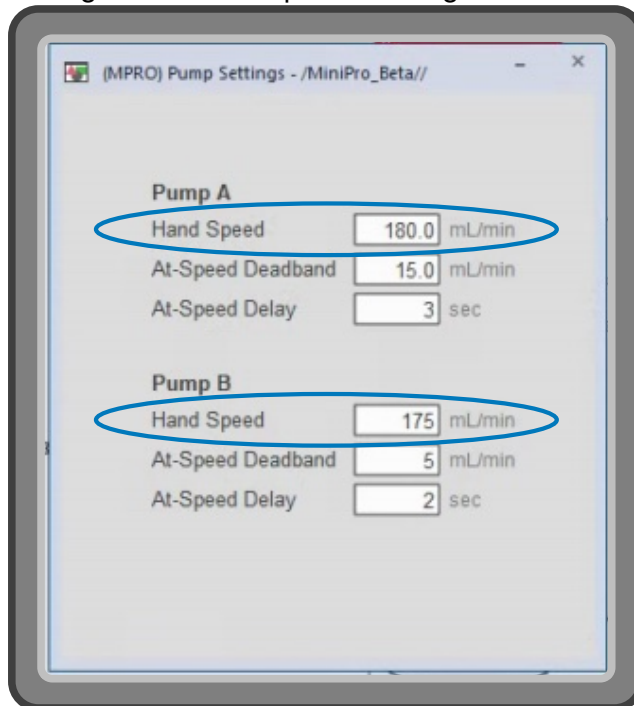 (MPRO) Pump Settings - /MiniPro_Beta//
Pump A
Hand Speed 180.0 mL/min
At-Speed Deadband 15.0 mL/min
At-Speed Delay 3 sec
Pump B
Hand Speed 175 mL/min
At-Speed Deadband 5 mL/min
At-Speed Delay 2 sec